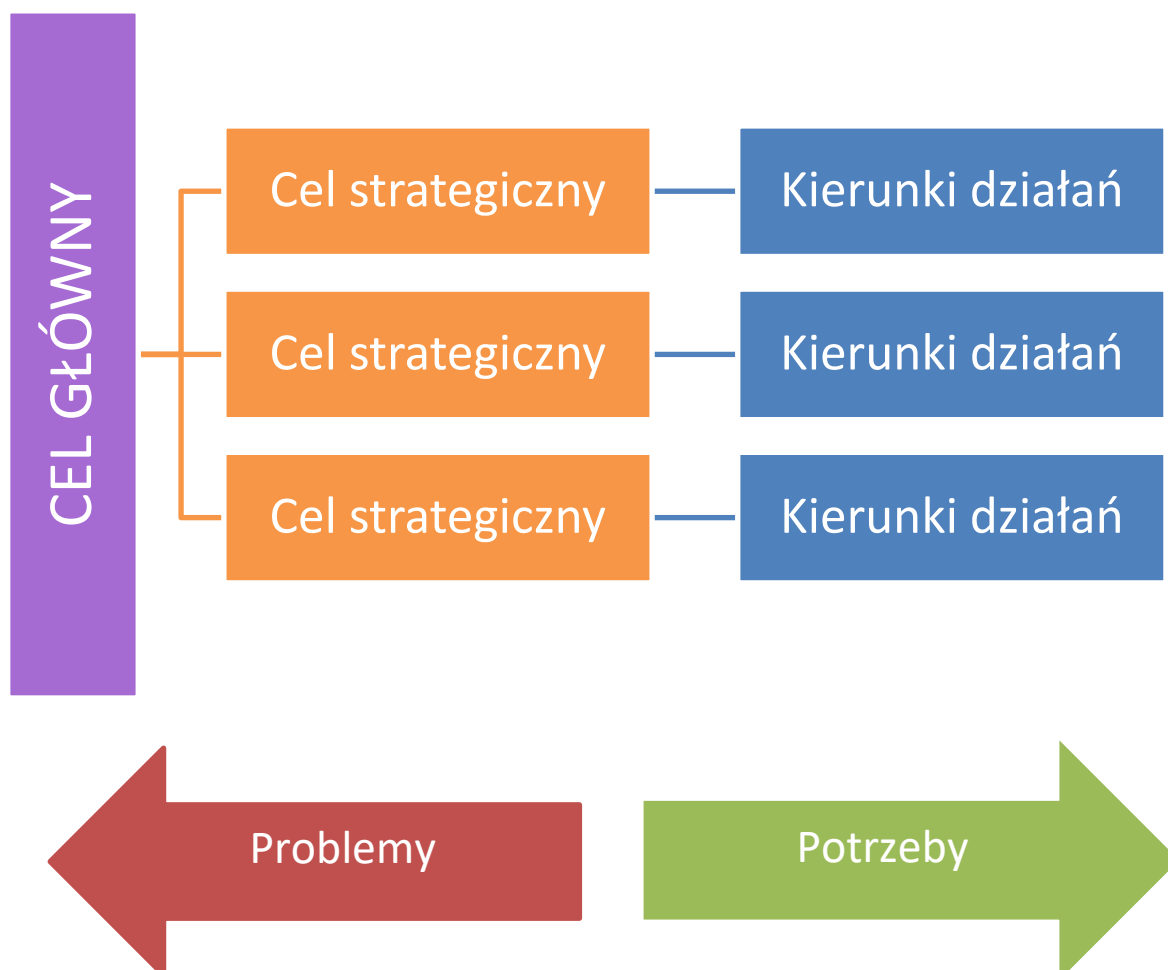 CEL GŁÓWNY
Cel strategiczny
Kierunki działań
Cel strategiczny
Kierunki działań
Cel strategiczny
Kierunki działań
Problemy
Potrzeby